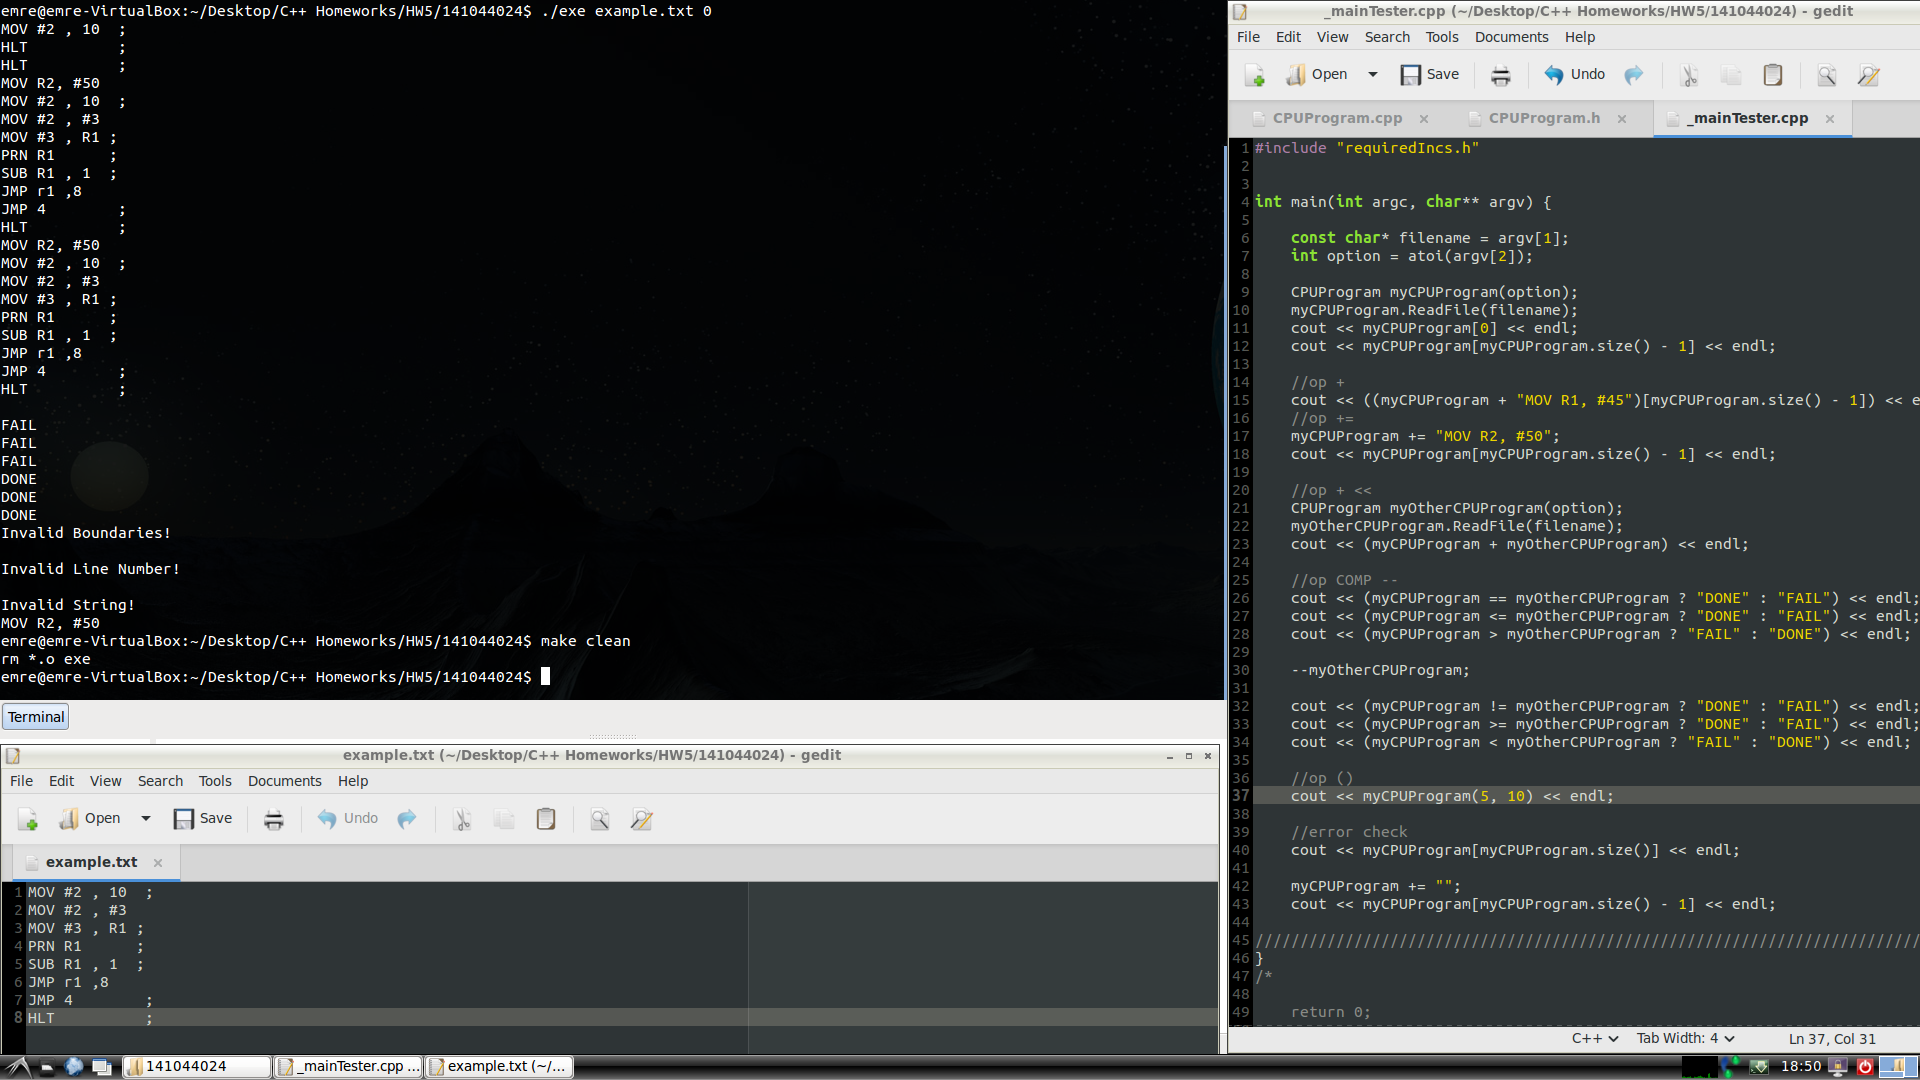 emre@emre-VirtualBox:~/Desktop/C++ Homeworks/HW5/141044024$ ./exe example.txt 0
MOV #2 , 10  ;
HLT          ;
HLT          ;
MOV R2, #50
MOV #2 , 10  ;
MOV #2 , #3
MOV #3 , R1 ;
PRN R1      ;
SUB R1 , 1  ;
JMP r1 ,8
JMP 4        ;
HLT          ;
MOV R2, #50
MOV #2 , 10  ;
MOV #2 , #3
MOV #3 , R1 ;
PRN R1      ;
SUB R1 , 1  ;
JMP r1 ,8
JMP 4        ;
HLT          ;
FAIL
FAIL
FAIL
DONE
DONE
DONE
Invalid Boundaries!
Invalid Line Number!
Invalid String!
MOV R2, #50
emre@emre-VirtualBox:~/Desktop/C++ Homeworks/HW5/141044024$ make clean
rm *.o exe
emre@emre-VirtualBox:~/Desktop/C++ Homeworks/HW5/141044024$
Terminal
example.txt (~/Desktop/C++ Homeworks/HW5/141044024) - gedit
File Edit View Search Tools Documents Help
Open Save Undo
example.txt
1 MOV #2 , 10  ;
2 MOV #2 , #3
3 MOV #3 , R1 ;
4 PRN R1      ;
5 SUB R1 , 1  ;
6 JMP r1 ,8
7 JMP 4        ;
8 HLT          ;
_mainTester.cpp (~/Desktop/C++ Homeworks/HW5/141044024) - gedit
File Edit View Search Tools Documents Help
Open Save Undo
CPUProgram.cpp CPUProgram.h _mainTester.cpp
1 #include "requiredIncs.h"
2
3
4 int main(int argc, char** argv) {
5
6     const char* filename = argv[1];
7     int option = atoi(argv[2]);
8
9     CPUProgram myCPUProgram(option);
10     myCPUProgram.ReadFile(filename);
11     cout << myCPUProgram[0] << endl;
12     cout << myCPUProgram[myCPUProgram.size() - 1] << endl;
13
14     //op +
15     cout << ((myCPUProgram + "MOV R1, #45")[myCPUProgram.size() - 1]) << e
16     //op +=
17     myCPUProgram += "MOV R2, #50";
18     cout << myCPUProgram[myCPUProgram.size() - 1] << endl;
19
20     //op + <<
21     CPUProgram myOtherCPUProgram(option);
22     myOtherCPUProgram.ReadFile(filename);
23     cout << (myCPUProgram + myOtherCPUProgram) << endl;
24
25     //op COMP --
26     cout << (myCPUProgram == myOtherCPUProgram ? "DONE" : "FAIL") << endl;
27     cout << (myCPUProgram <= myOtherCPUProgram ? "DONE" : "FAIL") << endl;
28     cout << (myCPUProgram > myOtherCPUProgram ? "FAIL" : "DONE") << endl;
29
30     --myOtherCPUProgram;
31
32     cout << (myCPUProgram != myOtherCPUProgram ? "DONE" : "FAIL") << endl;
33     cout << (myCPUProgram >= myOtherCPUProgram ? "DONE" : "FAIL") << endl;
34     cout << (myCPUProgram < myOtherCPUProgram ? "FAIL" : "DONE") << endl;
35
36     //op ()
37     cout << myCPUProgram(5, 10) << endl;
38
39     //error check
40     cout << myCPUProgram[myCPUProgram.size()] << endl;
41
42     myCPUProgram += "";
43     cout << myCPUProgram[myCPUProgram.size() - 1] << endl;
44
45 //////////////////////////////////////////////////////////////////////////
46 }
47 /*
48
49     return 0;
C++ Tab Width: 4 Ln 37, Col 31
141044024 _mainTester.cpp ... example.txt (~/... 18:50